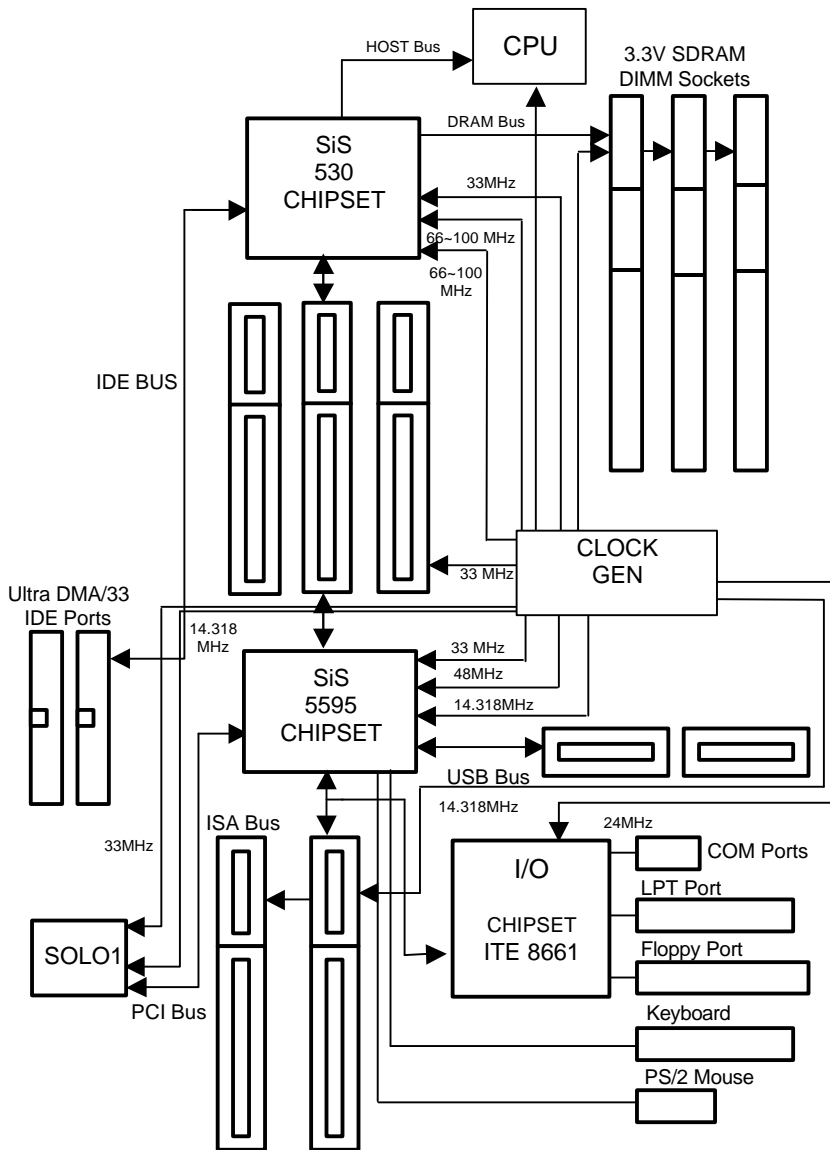 HOST Bus
CPU
3.3V SDRAM
DIMM Sockets
DRAM Bus
SiS
530
CHIPSET
33MHz
66~100 MHz
66~100
MHz
IDE BUS
CLOCK
GEN
33 MHz
Ultra DMA/33
IDE Ports
14.318
MHz
33 MHz
48MHz
14.318MHz
SiS
5595
CHIPSET
USB Bus
14.318MHz
ISA Bus
33MHz
24MHz
COM Ports
I/O
CHIPSET
ITE 8661
LPT Port
Floppy Port
SOLO1
PCI Bus
Keyboard
PS/2 Mouse